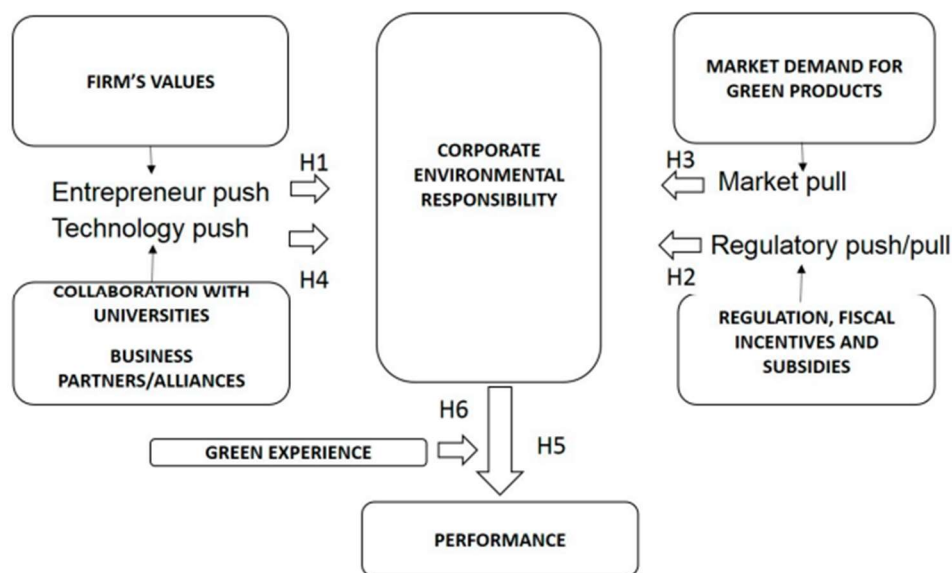 FIRM'S VALUES
Entrepreneur push
Technology push
COLLABORATION WITH
UNIVERSITIES
BUSINESS
PARTNERS/ALLIANCES
H1
H4
CORPORATE
ENVIRONMENTAL
RESPONSIBILITY
MARKET DEMAND FOR
GREEN PRODUCTS
H3
Market pull
Regulatory push/pull
H2
REGULATION, FISCAL
INCENTIVES AND
SUBSIDIES
H6
H5
GREEN EXPERIENCE
PERFORMANCE